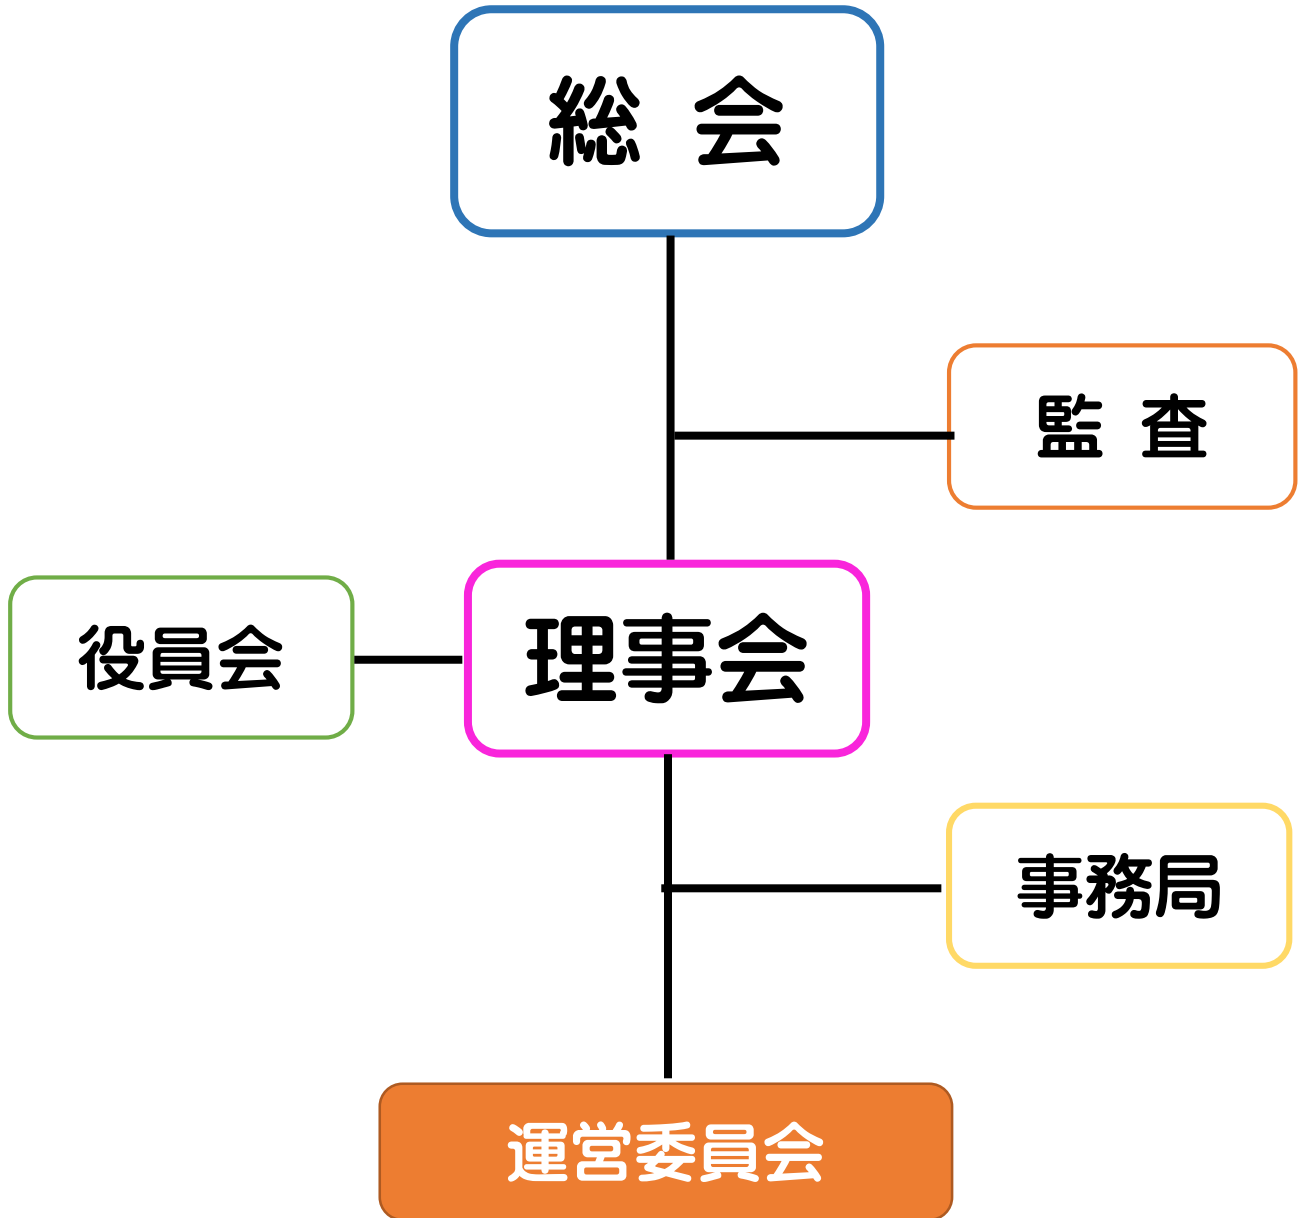 総 会
監 査
役員会
理事会
事務局
運営委員会